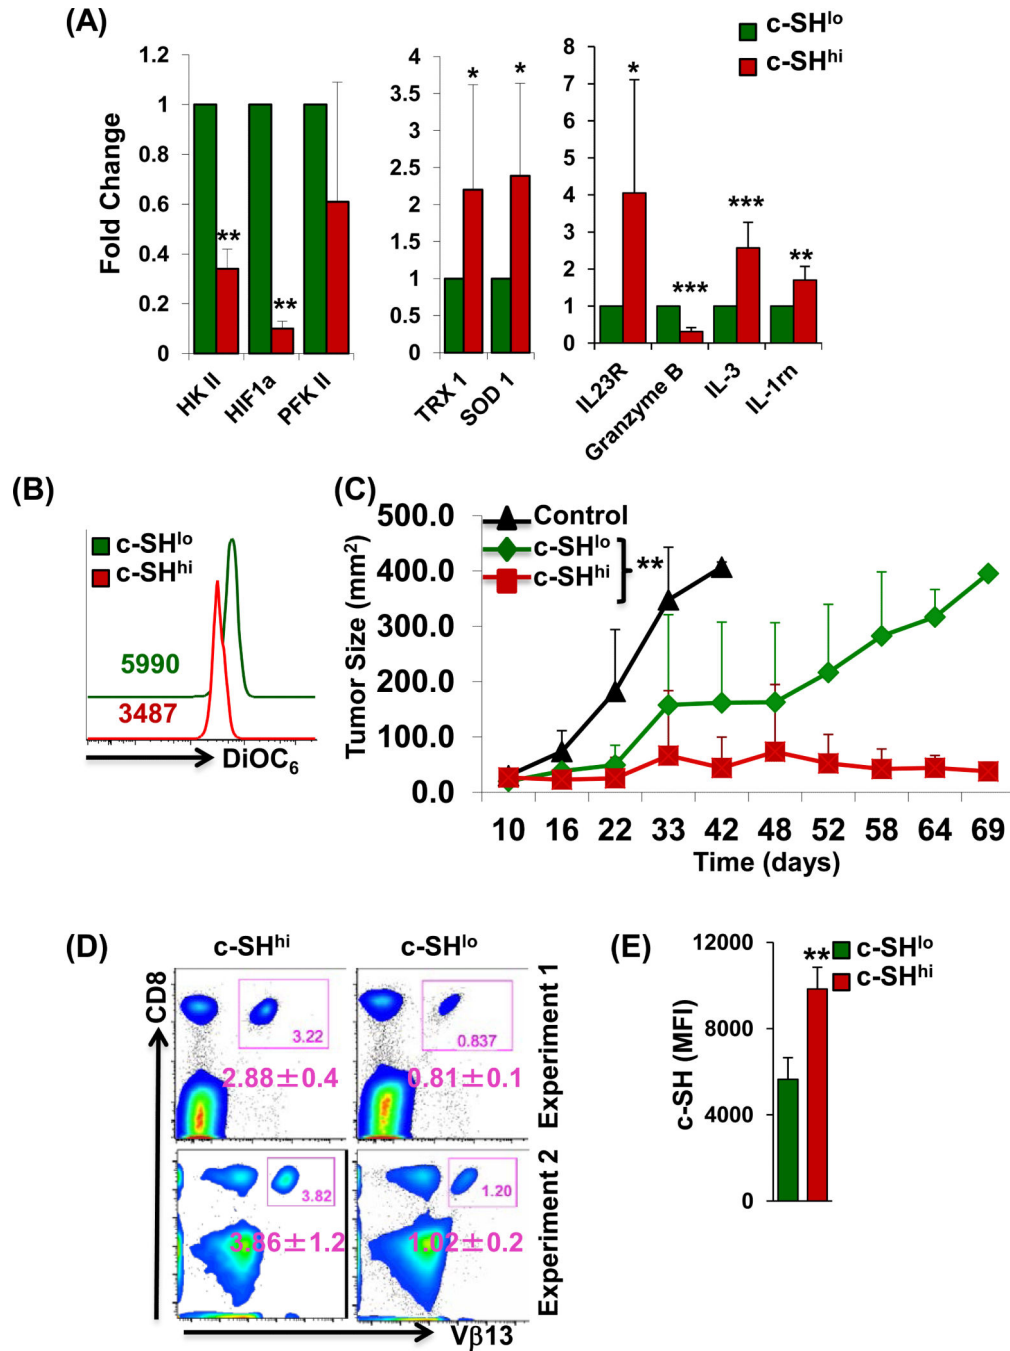 (A)
c-SHlo
c-SHhi
Fold Change
1.2
1
0.8
0.6
0.4
0.2
0
**
**
HK II
HIF1a
PFK II
4
3.5
3
2.5
2
1.5
1
0.5
0
*
*
TRX 1
SOD 1
8
7
6
5
4
3
2
1
0
*
***
***
**
IL23R
Granzyme B
IL-3
IL-1rn
(B)
c-SHlo
c-SHhi
5990
3487
DiOC6
(C)
Control
c-SHlo
c-SHhi
**
Tumor Size (mm2)
500.0
400.0
300.0
200.0
100.0
0.0
10 16 22 33 42 48 52 58 64 69
Time (days)
(D)
c-SHhi
c-SHlo
CD8
3.22
2.88±0.4
0.837
0.81±0.1
Experiment 1
3.82
3.86±1.2
1.20
1.02±0.2
Experiment 2
Vβ13
(E)
c-SHlo
c-SHhi
c-SH (MFI)
12000
8000
4000
0
**